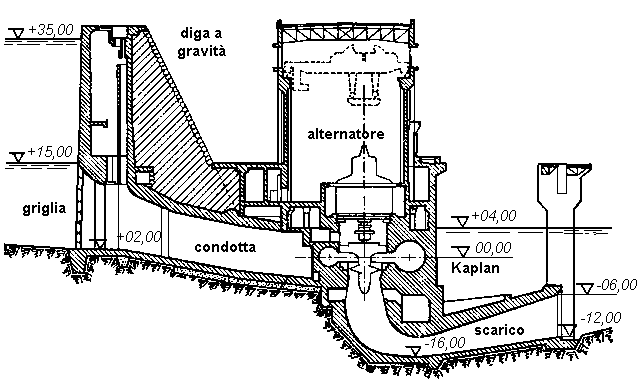 +35,00
diga a
gravità
alternatore
+15,00
griglia
+02,00
condotta
+04,00
00,00
Kaplan
-06,00
-12,00
scarico
-16,00